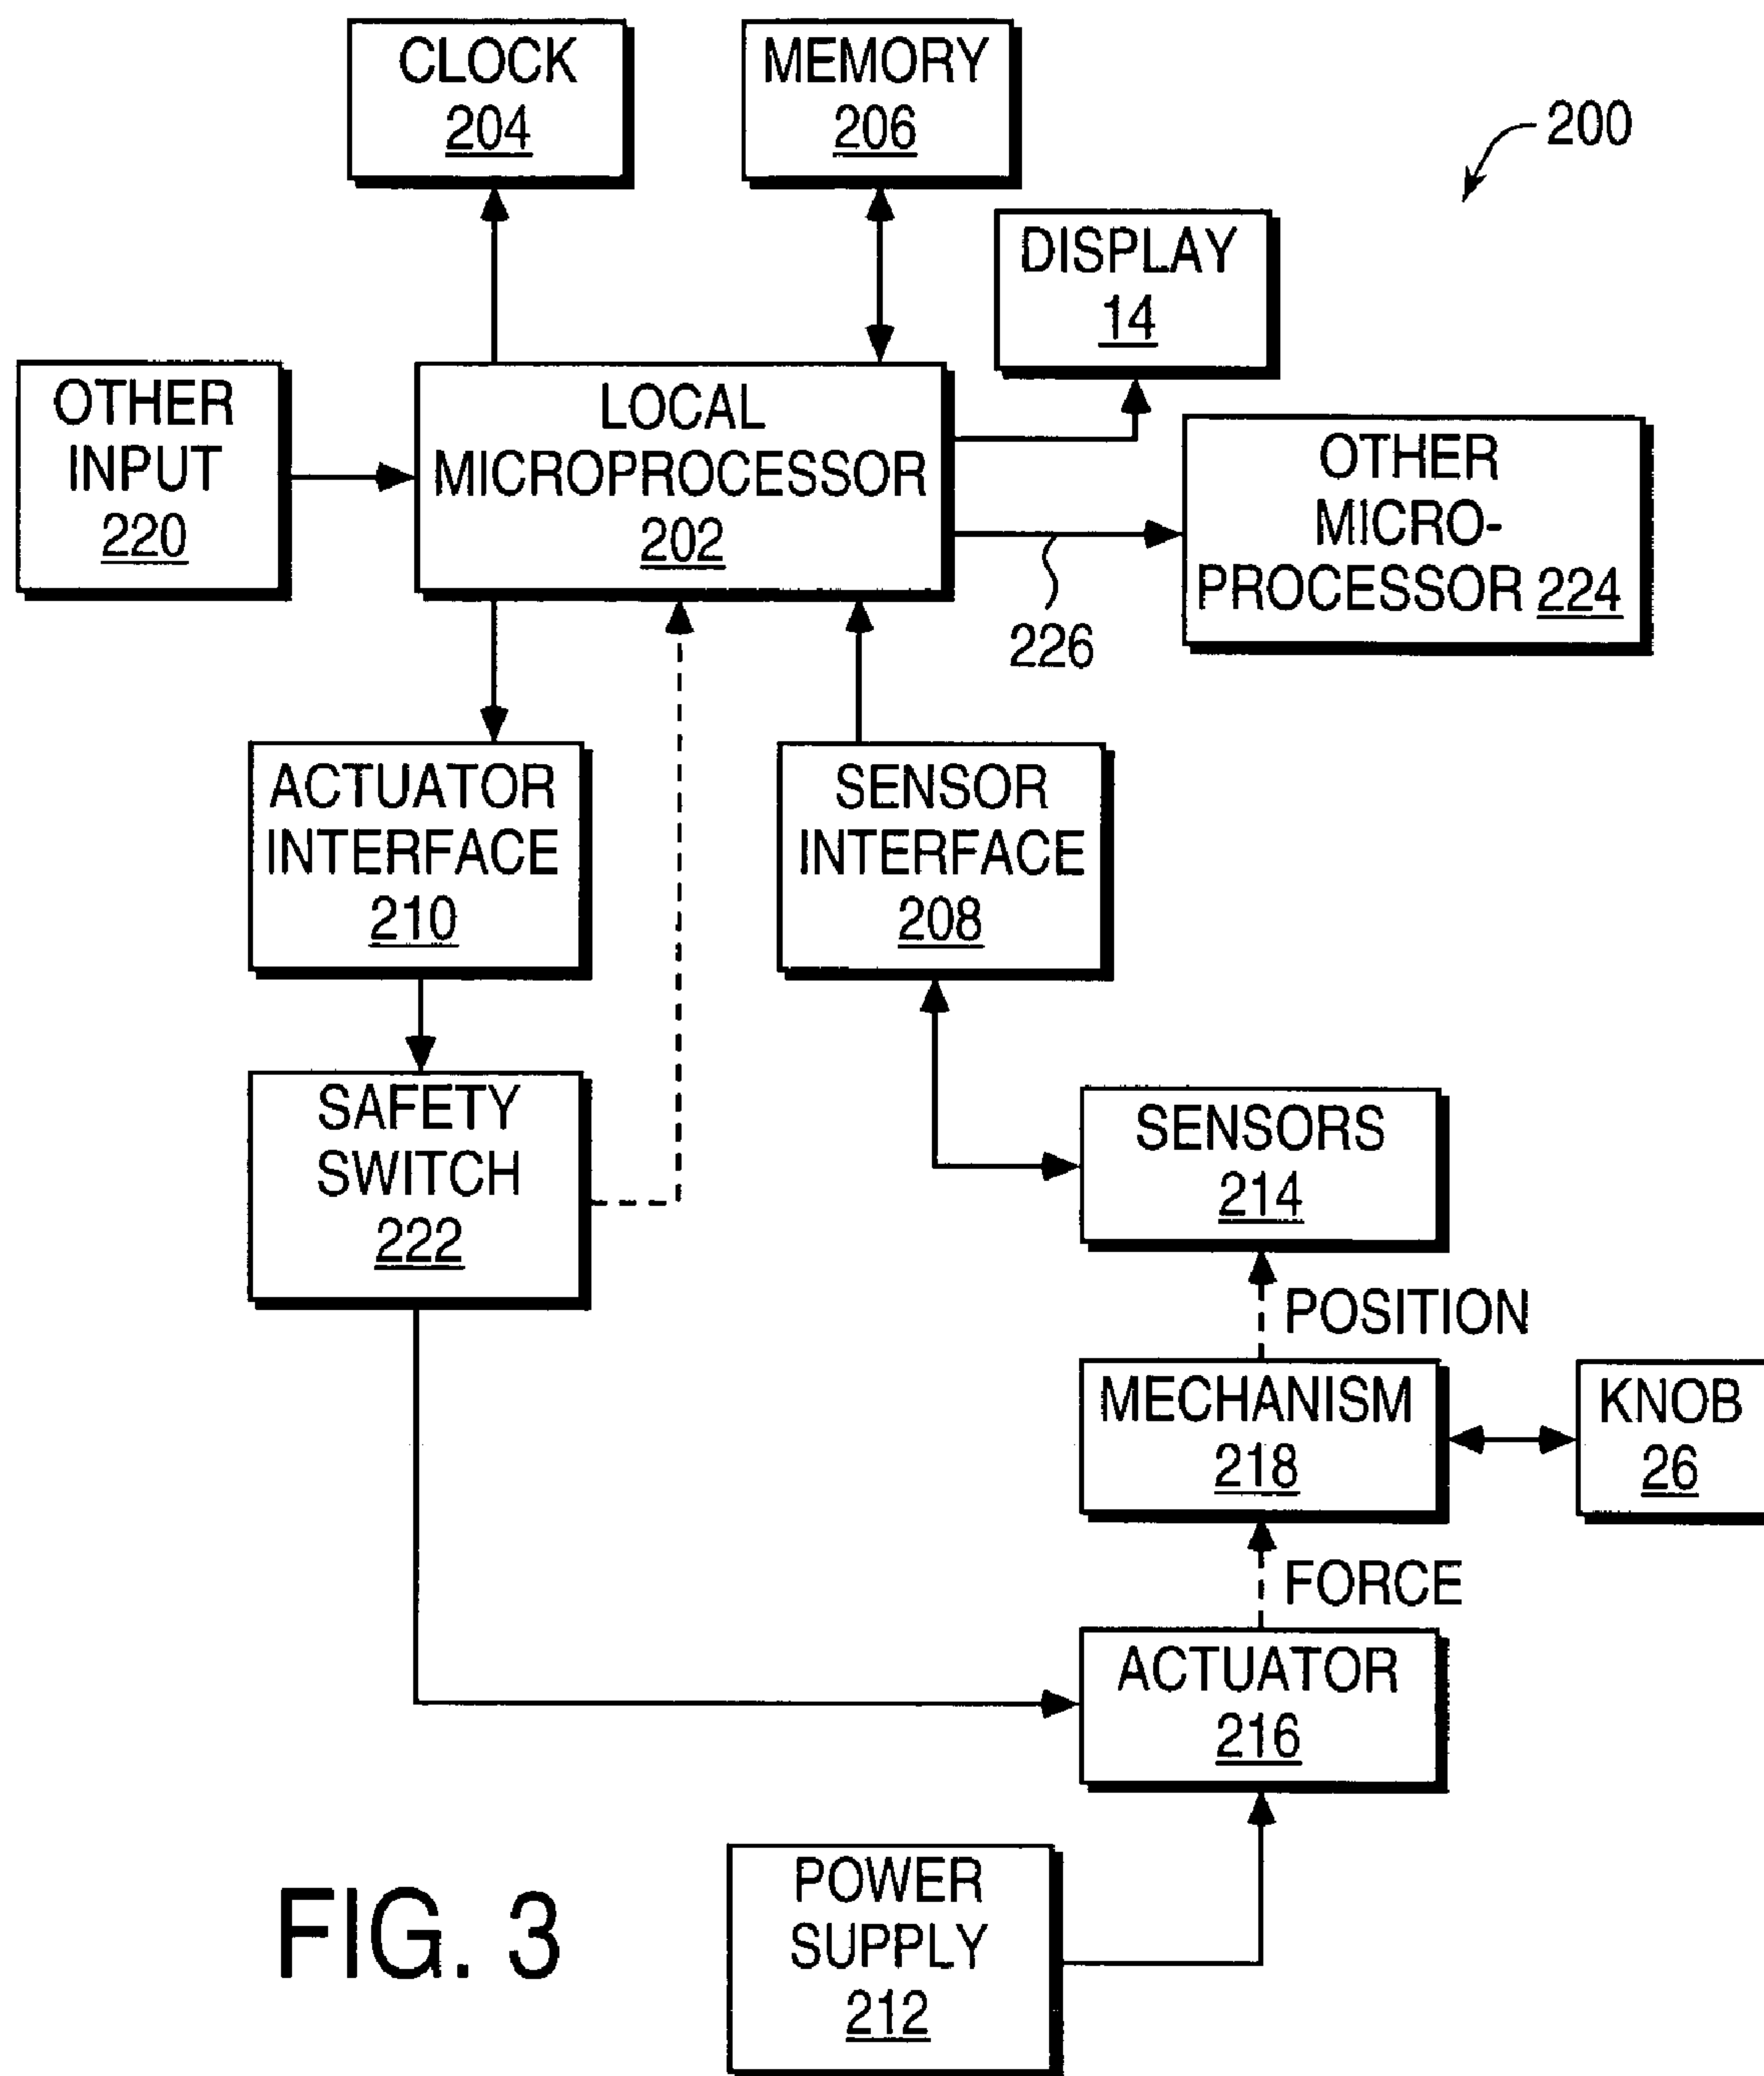 CLOCK
204
MEMORY
206
200
DISPLAY
14
OTHER
INPUT
220
LOCAL
MICROPROCESSOR
202
OTHER
MICRO-
PROCESSOR 224
226
ACTUATOR
INTERFACE
210
SENSOR
INTERFACE
208
SAFETY
SWITCH
222
SENSORS
214
POSITION
MECHANISM
218
KNOB
26
FORCE
ACTUATOR
216
POWER
SUPPLY
212
FIG. 3